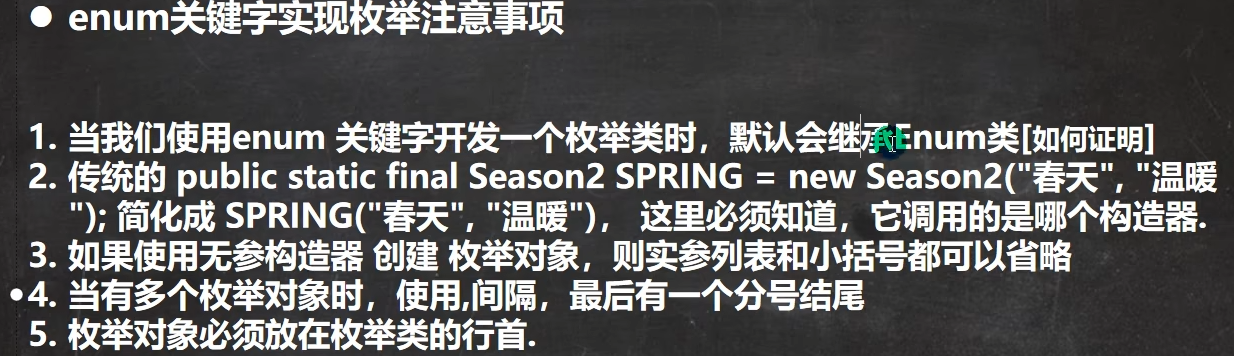 ● enum关键字实现枚举注意事项
1. 当我们使用enum 关键字开发一个枚举类时，默认会继承Enum类[如何证明]
2. 传统的 public static final Season2 SPRING = new Season2("春天", "温暖
"); 简化成 SPRING("春天", "温暖")， 这里必须知道，它调用的是哪个构造器.
3. 如果使用无参构造器 创建 枚举对象，则实参列表和小括号都可以省略
•4. 当有多个枚举对象时，使用,间隔，最后有一个分号结尾
5. 枚举对象必须放在枚举类的行首.